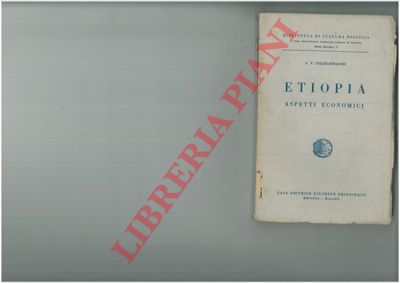 BIBLIOTECA DI CULTURA POLITICA
A. V. PELLEGRINESCHI
ETIOPIA
ASPETTI ECONOMICI
CASA EDITRICE GIUSEPPE PRINCIPATO
MESSINA - MILANO
LIBRERIA PIANI